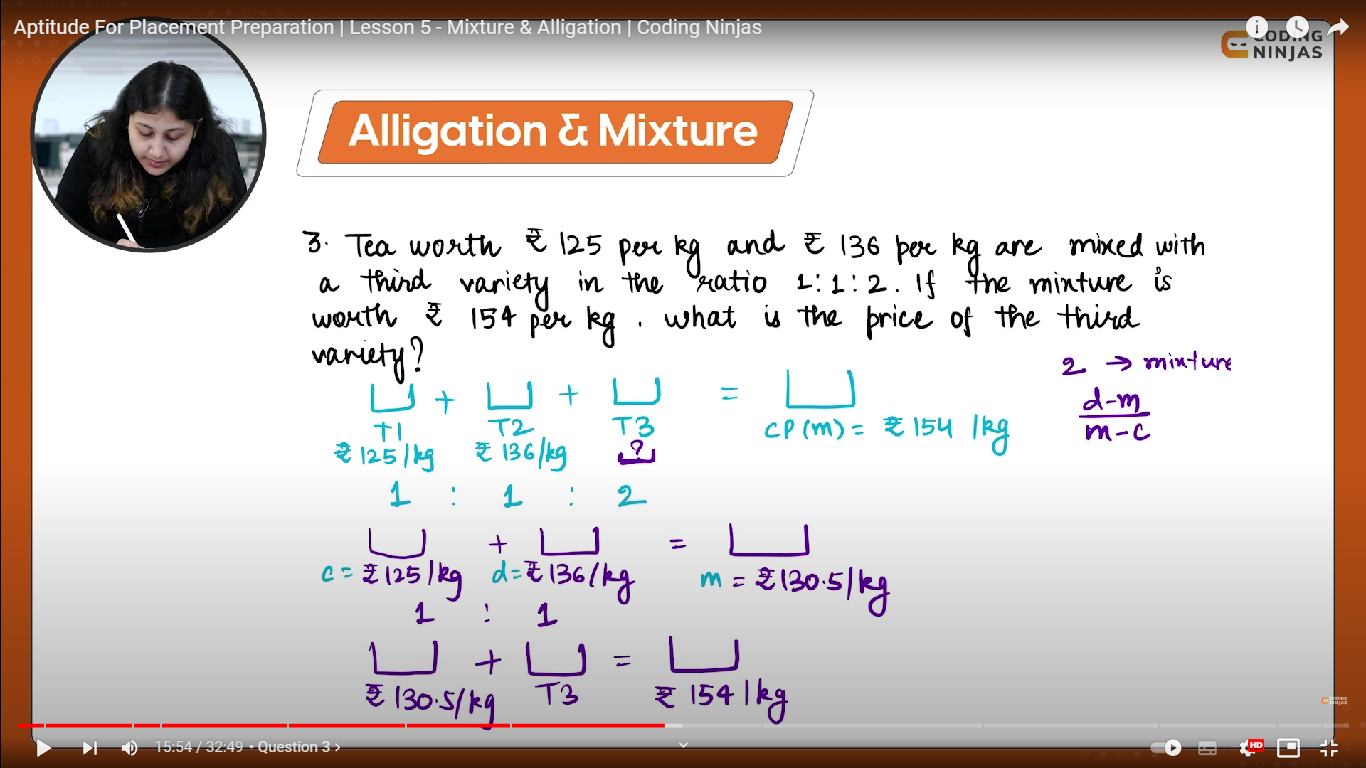 Aptitude For Placement Preparation | Lesson 5 - Mixture & Alligation | Coding Ninjas
CODING
NINJAS
Alligation & Mixture
3. Tea worth ₹ 125 per kg and ₹ 136 per kg are mixed with
a third variety in the ratio 1:1:2. If the mixture is
worth ₹ 154 per kg. what is the price of the third
variety?
2 → mixture
d-m
m-c
+ + =
T1 T2 T3 CP(m) = ₹ 154 /kg
₹ 125/kg ₹ 136/kg ?
1 : 1 : 2
+ =
c = ₹ 125/kg d = ₹ 136/kg m = ₹ 130.5/kg
1 : 1
+ =
₹ 130.5/kg T3 ₹ 154/kg
CODING
NINJAS
15:54 / 32:49 • Question 3 ›
HD